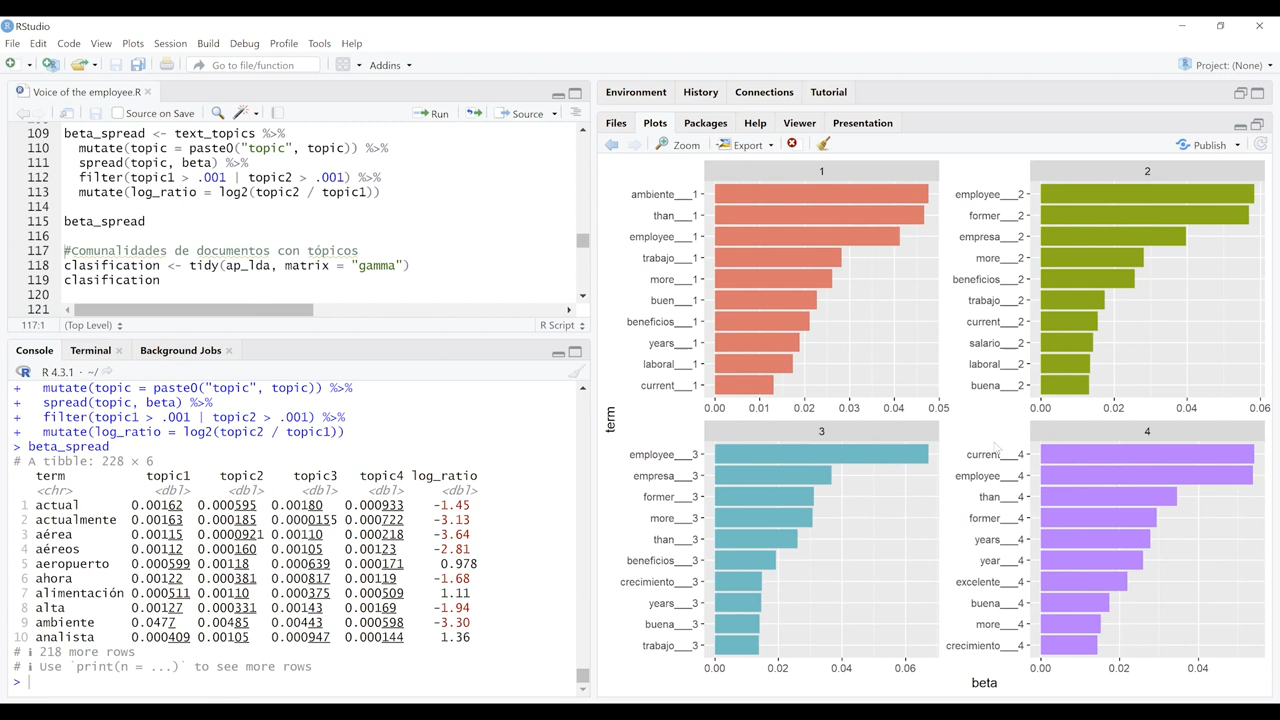 RStudio
File Edit Code View Plots Session Build Debug Profile Tools Help
Go to file/function Addins Project: (None)
Voice of the employee.R
Source on Save Run Source
109 beta_spread <- text_topics %>%
110 mutate(topic = paste0("topic", topic)) %>%
111 spread(topic, beta) %>%
112 filter(topic1 > .001 | topic2 > .001) %>%
113 mutate(log_ratio = log2(topic2 / topic1))
114
115 beta_spread
116
117 #Comunalidades de documentos con tópicos
118 clasification <- tidy(ap_lda, matrix = "gamma")
119 clasification
120
121
117:1 (Top Level) R Script
Console Terminal Background Jobs
R 4.3.1 · ~/
+ mutate(topic = paste0("topic", topic)) %>%
+ spread(topic, beta) %>%
+ filter(topic1 > .001 | topic2 > .001) %>%
+ mutate(log_ratio = log2(topic2 / topic1))
> beta_spread
# A tibble: 228 × 6
term topic1 topic2 topic3 topic4 log_ratio
<chr> <dbl> <dbl> <dbl> <dbl> <dbl>
1 actual 0.00162 0.000595 0.00180 0.000933 -1.45
2 actualmente 0.00163 0.000185 0.0000155 0.000722 -3.13
3 aérea 0.00115 0.0000921 0.00110 0.000218 -3.64
4 aéreos 0.00112 0.000160 0.00105 0.00123 -2.81
5 aeropuerto 0.000599 0.00118 0.000639 0.000171 0.978
6 ahora 0.00122 0.000381 0.000817 0.00119 -1.68
7 alimentación 0.000511 0.00110 0.000375 0.000509 1.11
8 alta 0.00127 0.000331 0.00143 0.00169 -1.94
9 ambiente 0.0477 0.00485 0.00443 0.000598 -3.30
10 analista 0.000409 0.00105 0.000947 0.000144 1.36
# ℹ 218 more rows
# ℹ Use `print(n = ...)` to see more rows
>
Environment History Connections Tutorial
Files Plots Packages Help Viewer Presentation
Zoom Export Publish
1
ambiente___1
than___1
employee___1
trabajo___1
more___1
buen___1
beneficios___1
years___1
laboral___1
current___1
0.00 0.01 0.02 0.03 0.04 0.05
2
employee___2
former___2
empresa___2
more___2
beneficios___2
trabajo___2
current___2
salario___2
laboral___2
buena___2
0.00 0.02 0.04 0.06
term
3
employee___3
empresa___3
former___3
more___3
than___3
beneficios___3
crecimiento___3
years___3
buena___3
trabajo___3
0.00 0.02 0.04 0.06
4
current___4
employee___4
than___4
former___4
years___4
year___4
excelente___4
buena___4
more___4
crecimiento___4
0.00 0.02 0.04
beta